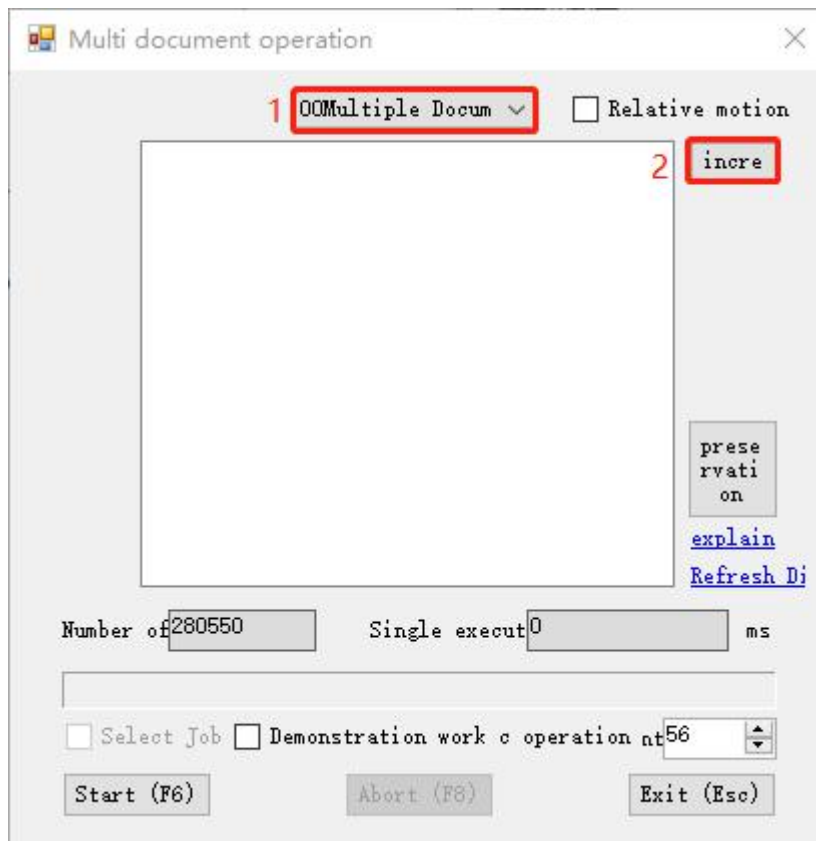 Multi document operation
1 00Multiple Docum Relative motion
2 incre
prese
rvati
on
explain
Refresh Di
Number of 280550 Single execut 0 ms
Select Job Demonstration work c operation nt 56
Start (F6) Abort (F8) Exit (Esc)